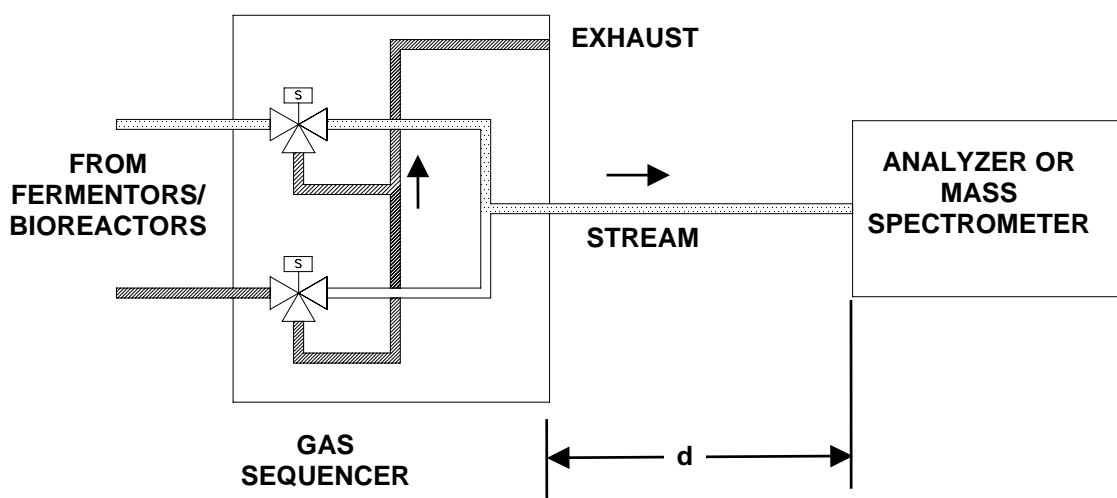 EXHAUST
S
FROM
FERMENTORS/
BIOREACTORS
ANALYZER OR
MASS
SPECTROMETER
STREAM
S
GAS
SEQUENCER
d